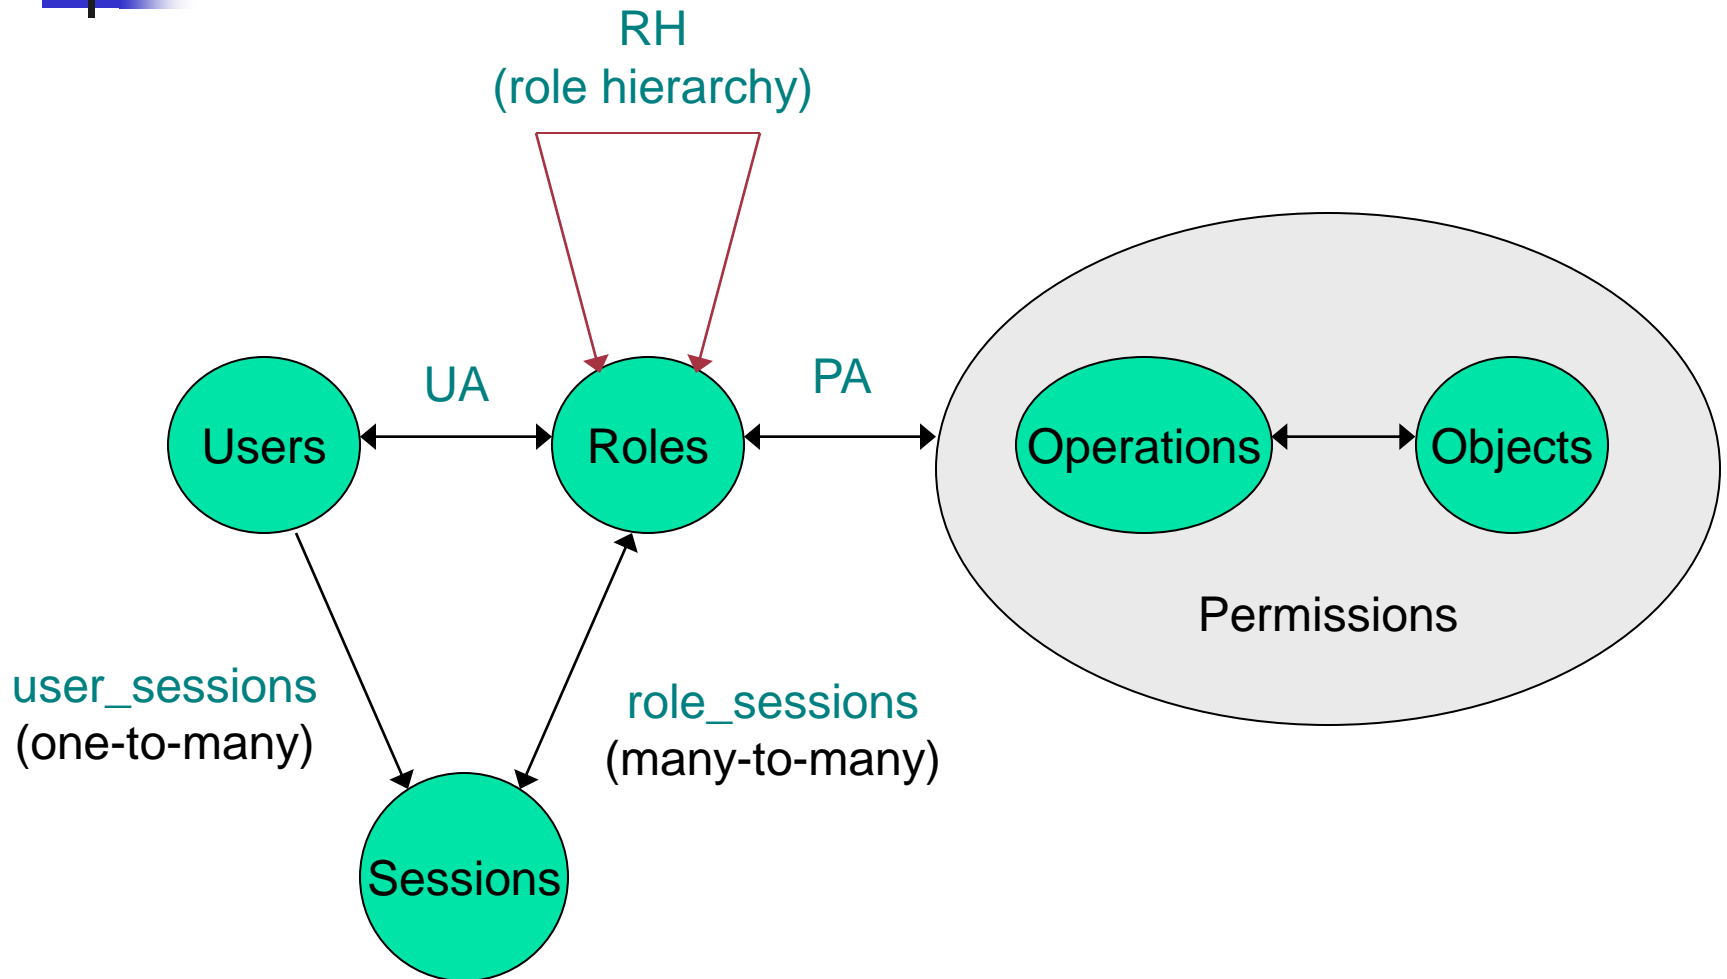 RH
(role hierarchy)
UA
PA
Users
Roles
Operations
Objects
Permissions
user_sessions
(one-to-many)
role_sessions
(many-to-many)
Sessions